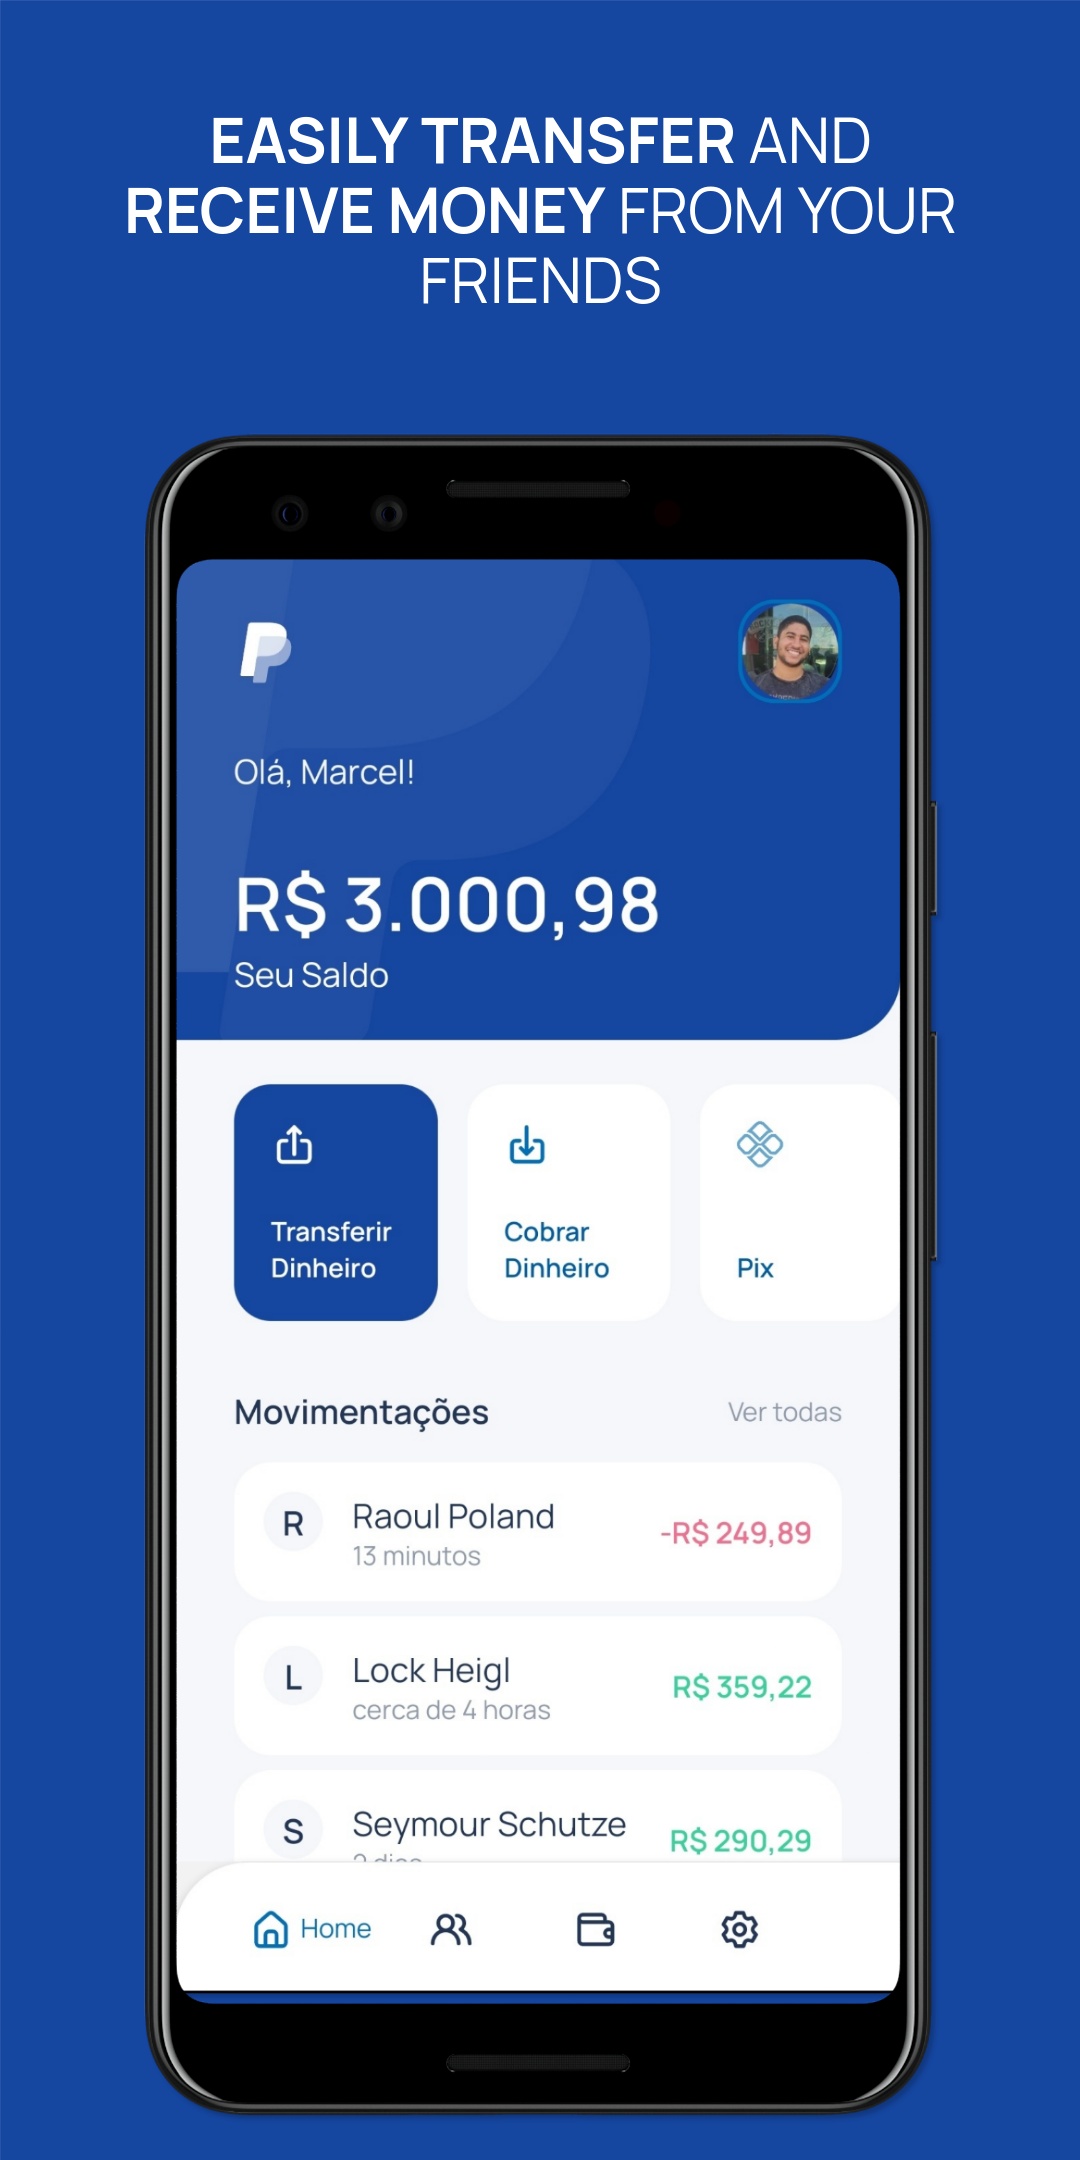 EASILY TRANSFER AND
RECEIVE MONEY FROM YOUR
FRIENDS
Olá, Marcel!
R$ 3.000,98
Seu Saldo
Transferir
Dinheiro
Cobrar
Dinheiro
Pix
Movimentações
Ver todas
R
Raoul Poland
13 minutos
-R$ 249,89
L
Lock Heigl
cerca de 4 horas
R$ 359,22
S
Seymour Schutze
R$ 290,29
Home